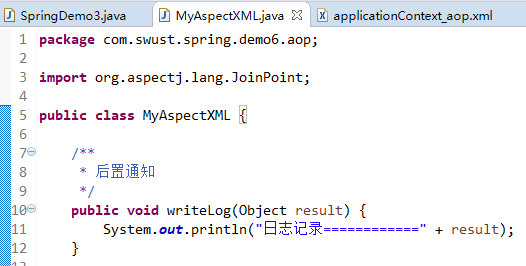 SpringDemo3.java MyAspectXML.java applicationContext_aop.xml
1 package com.swust.spring.demo6.aop;
2
3 import org.aspectj.lang.JoinPoint;
4
5 public class MyAspectXML {
6
7 /**
8 * 后置通知
9 */
10 public void writeLog(Object result) {
11 System.out.println("日志记录============" + result);
12 }